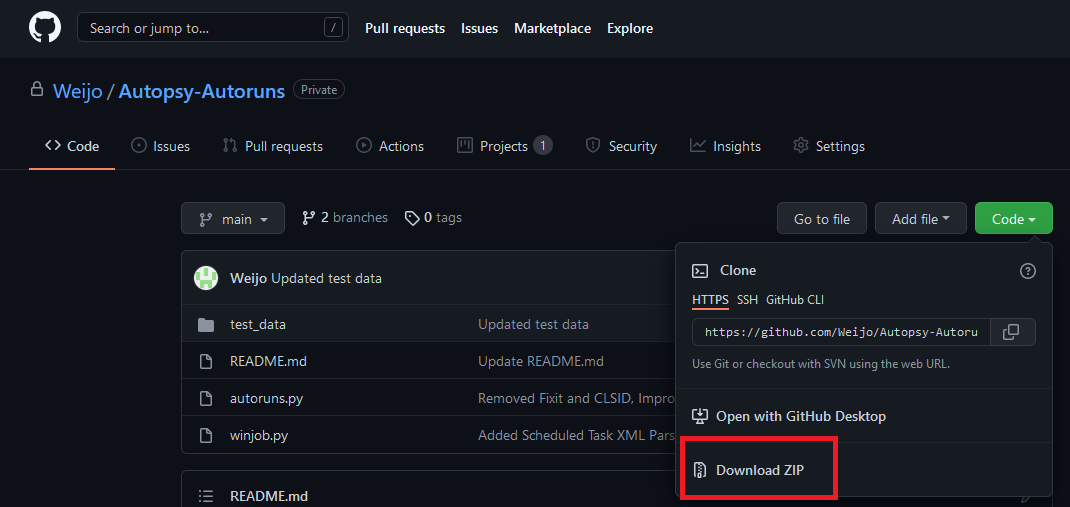 Search or jump to... /
Pull requests Issues Marketplace Explore
Weijo / Autopsy-Autoruns Private
Code Issues Pull requests Actions Projects 1 Security Insights Settings
main 2 branches 0 tags Go to file Add file Code
Weijo Updated test data
test_data Updated test data
README.md Update README.md
autoruns.py Removed Fixit and CLSID, Impro
winjob.py Added Scheduled Task XML Pars
README.md
Clone
HTTPS SSH GitHub CLI
https://github.com/Weijo/Autopsy-Autoru
Use Git or checkout with SVN using the web URL.
Open with GitHub Desktop
Download ZIP